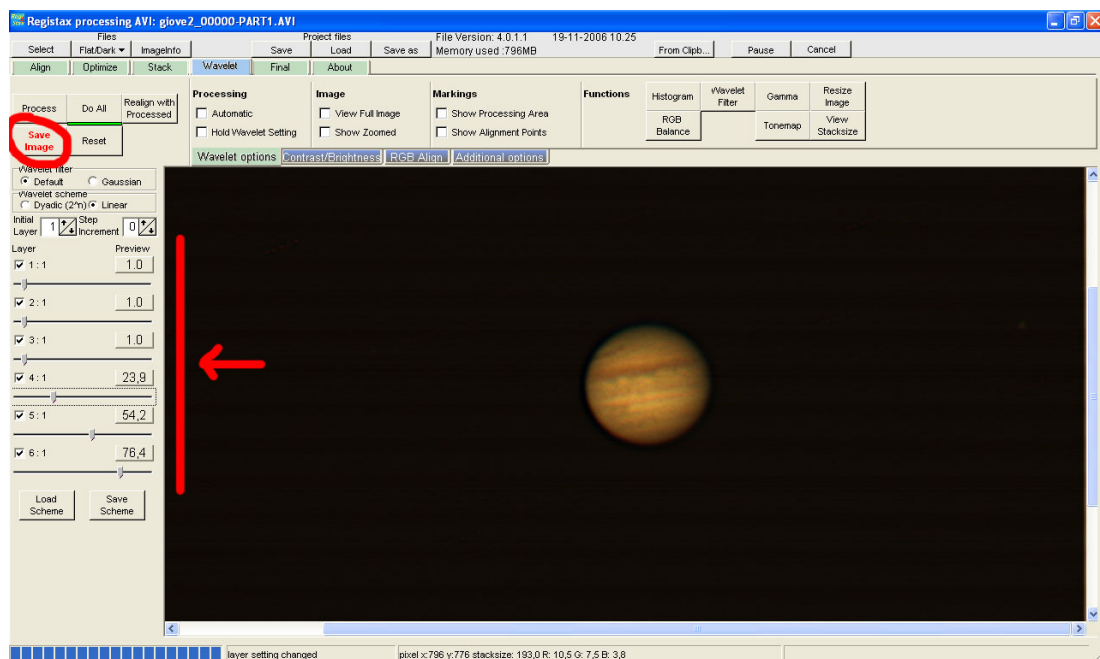 Registax processing AVI: giove2_00000-PART1.AVI
Files Project files File Version: 4.0.1.1 19-11-2006 10.25
Select Flat/Dark ImageInfo Save Load Save as Memory used :796MB From Clipb... Pause Cancel
Align Optimize Stack Wavelet Final About
Process Do All Realign with Processed
Save Image Reset
Processing
Automatic
Hold Wavelet Setting
Image
View Full Image
Show Zoomed
Markings
Show Processing Area
Show Alignment Points
Functions
Histogram Wavelet Filter Gamma Resize Image
RGB Balance Tonemap View Stacksize
Wavelet options Contrast/Brightness RGB Align Additional options
Wavelet filter
Default Gaussian
Wavelet scheme
Dyadic (2^n) Linear
Initial Layer 1 Step Increment 0
Layer Preview
1 : 1 1.0
2 : 1 1.0
3 : 1 1.0
4 : 1 23,9
5 : 1 54,2
6 : 1 76,4
Load Scheme Save Scheme
layer setting changed pixel x:796 y:776 stacksize: 193,0 R: 10,5 G: 7,5 B: 3,8